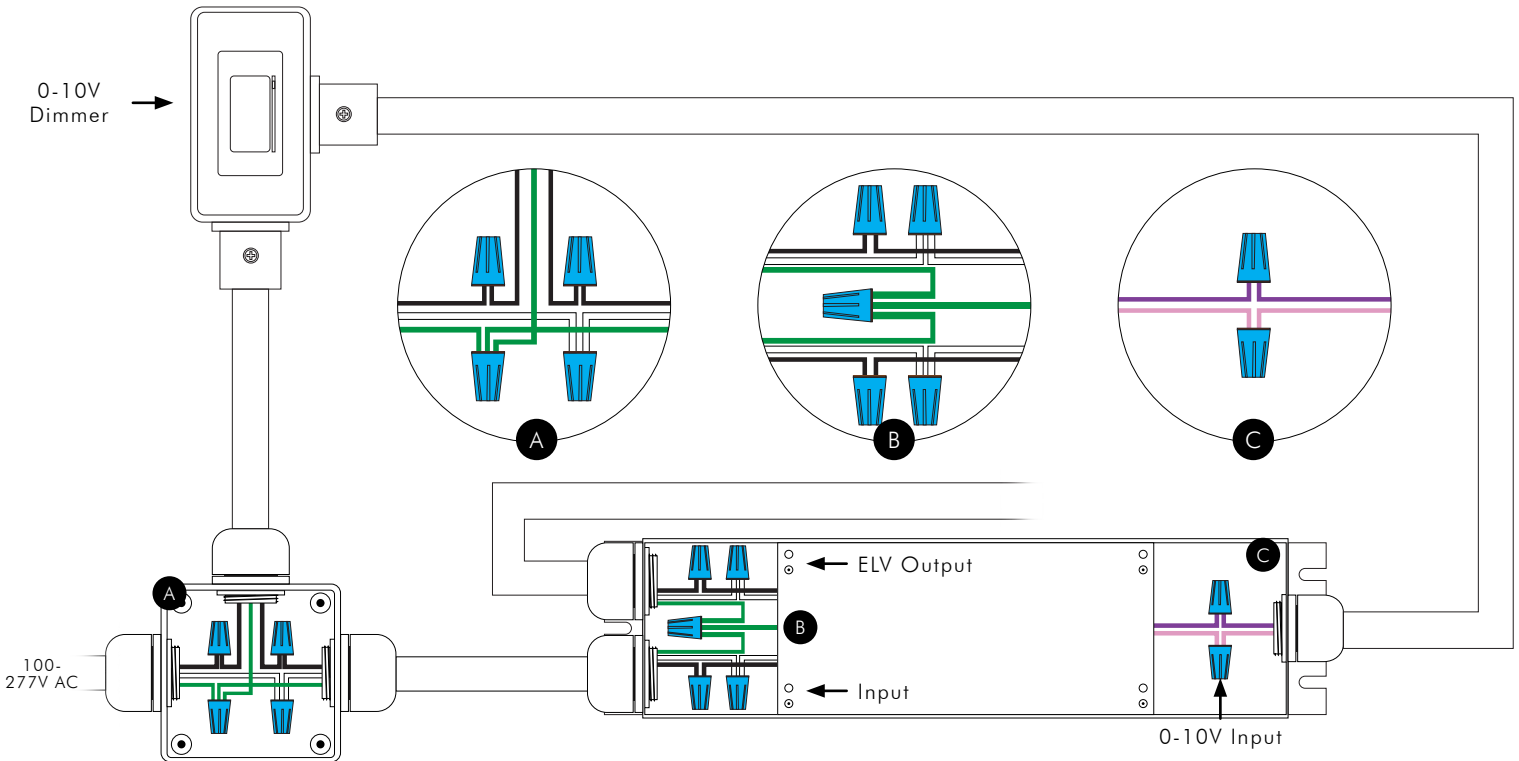 0-10V
Dimmer
A
B
C
ELV Output
C
A
B
100-
277V AC
Input
0-10V Input